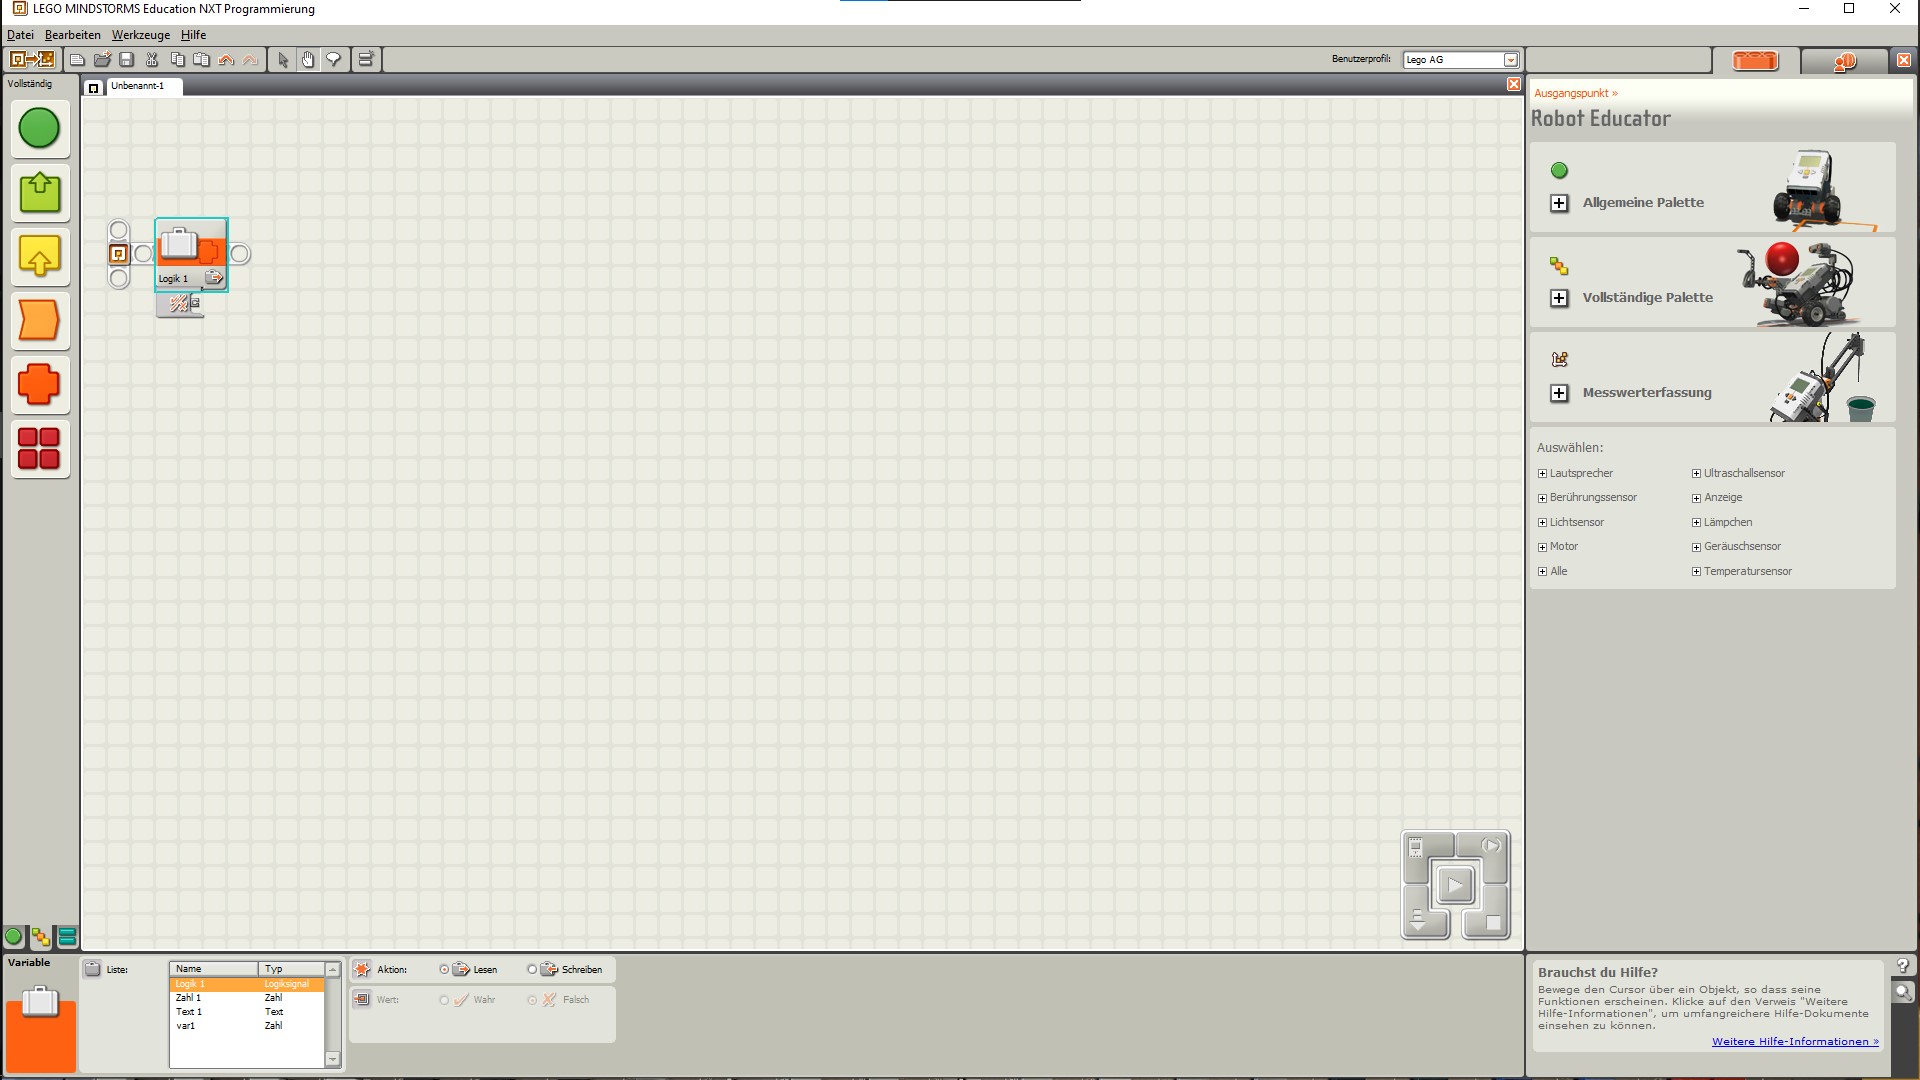 LEGO MINDSTORMS Education NXT Programmierung
Datei Bearbeiten Werkzeuge Hilfe
Benutzerprofil: Lego AG
Vollständig
Unbenannt-1
Logik 1
Ausgangspunkt »
Robot Educator
Allgemeine Palette
Vollständige Palette
Messwerterfassung
Auswählen:
Lautsprecher Ultraschallsensor
Berührungssensor Anzeige
Lichtsensor Lämpchen
Motor Geräuschsensor
Alle Temperatursensor
Variable
Liste:
Name Typ
Logik 1 Logiksignal
Zahl 1 Zahl
Text 1 Text
var1 Zahl
Aktion: Lesen Schreiben
Wert: Wahr Falsch
Brauchst du Hilfe?
Bewege den Cursor über ein Objekt, so dass seine
Funktionen erscheinen. Klicke auf den Verweis "Weitere
Hilfe-Informationen", um umfangreichere Hilfe-Dokumente
einsehen zu können.
Weitere Hilfe-Informationen »